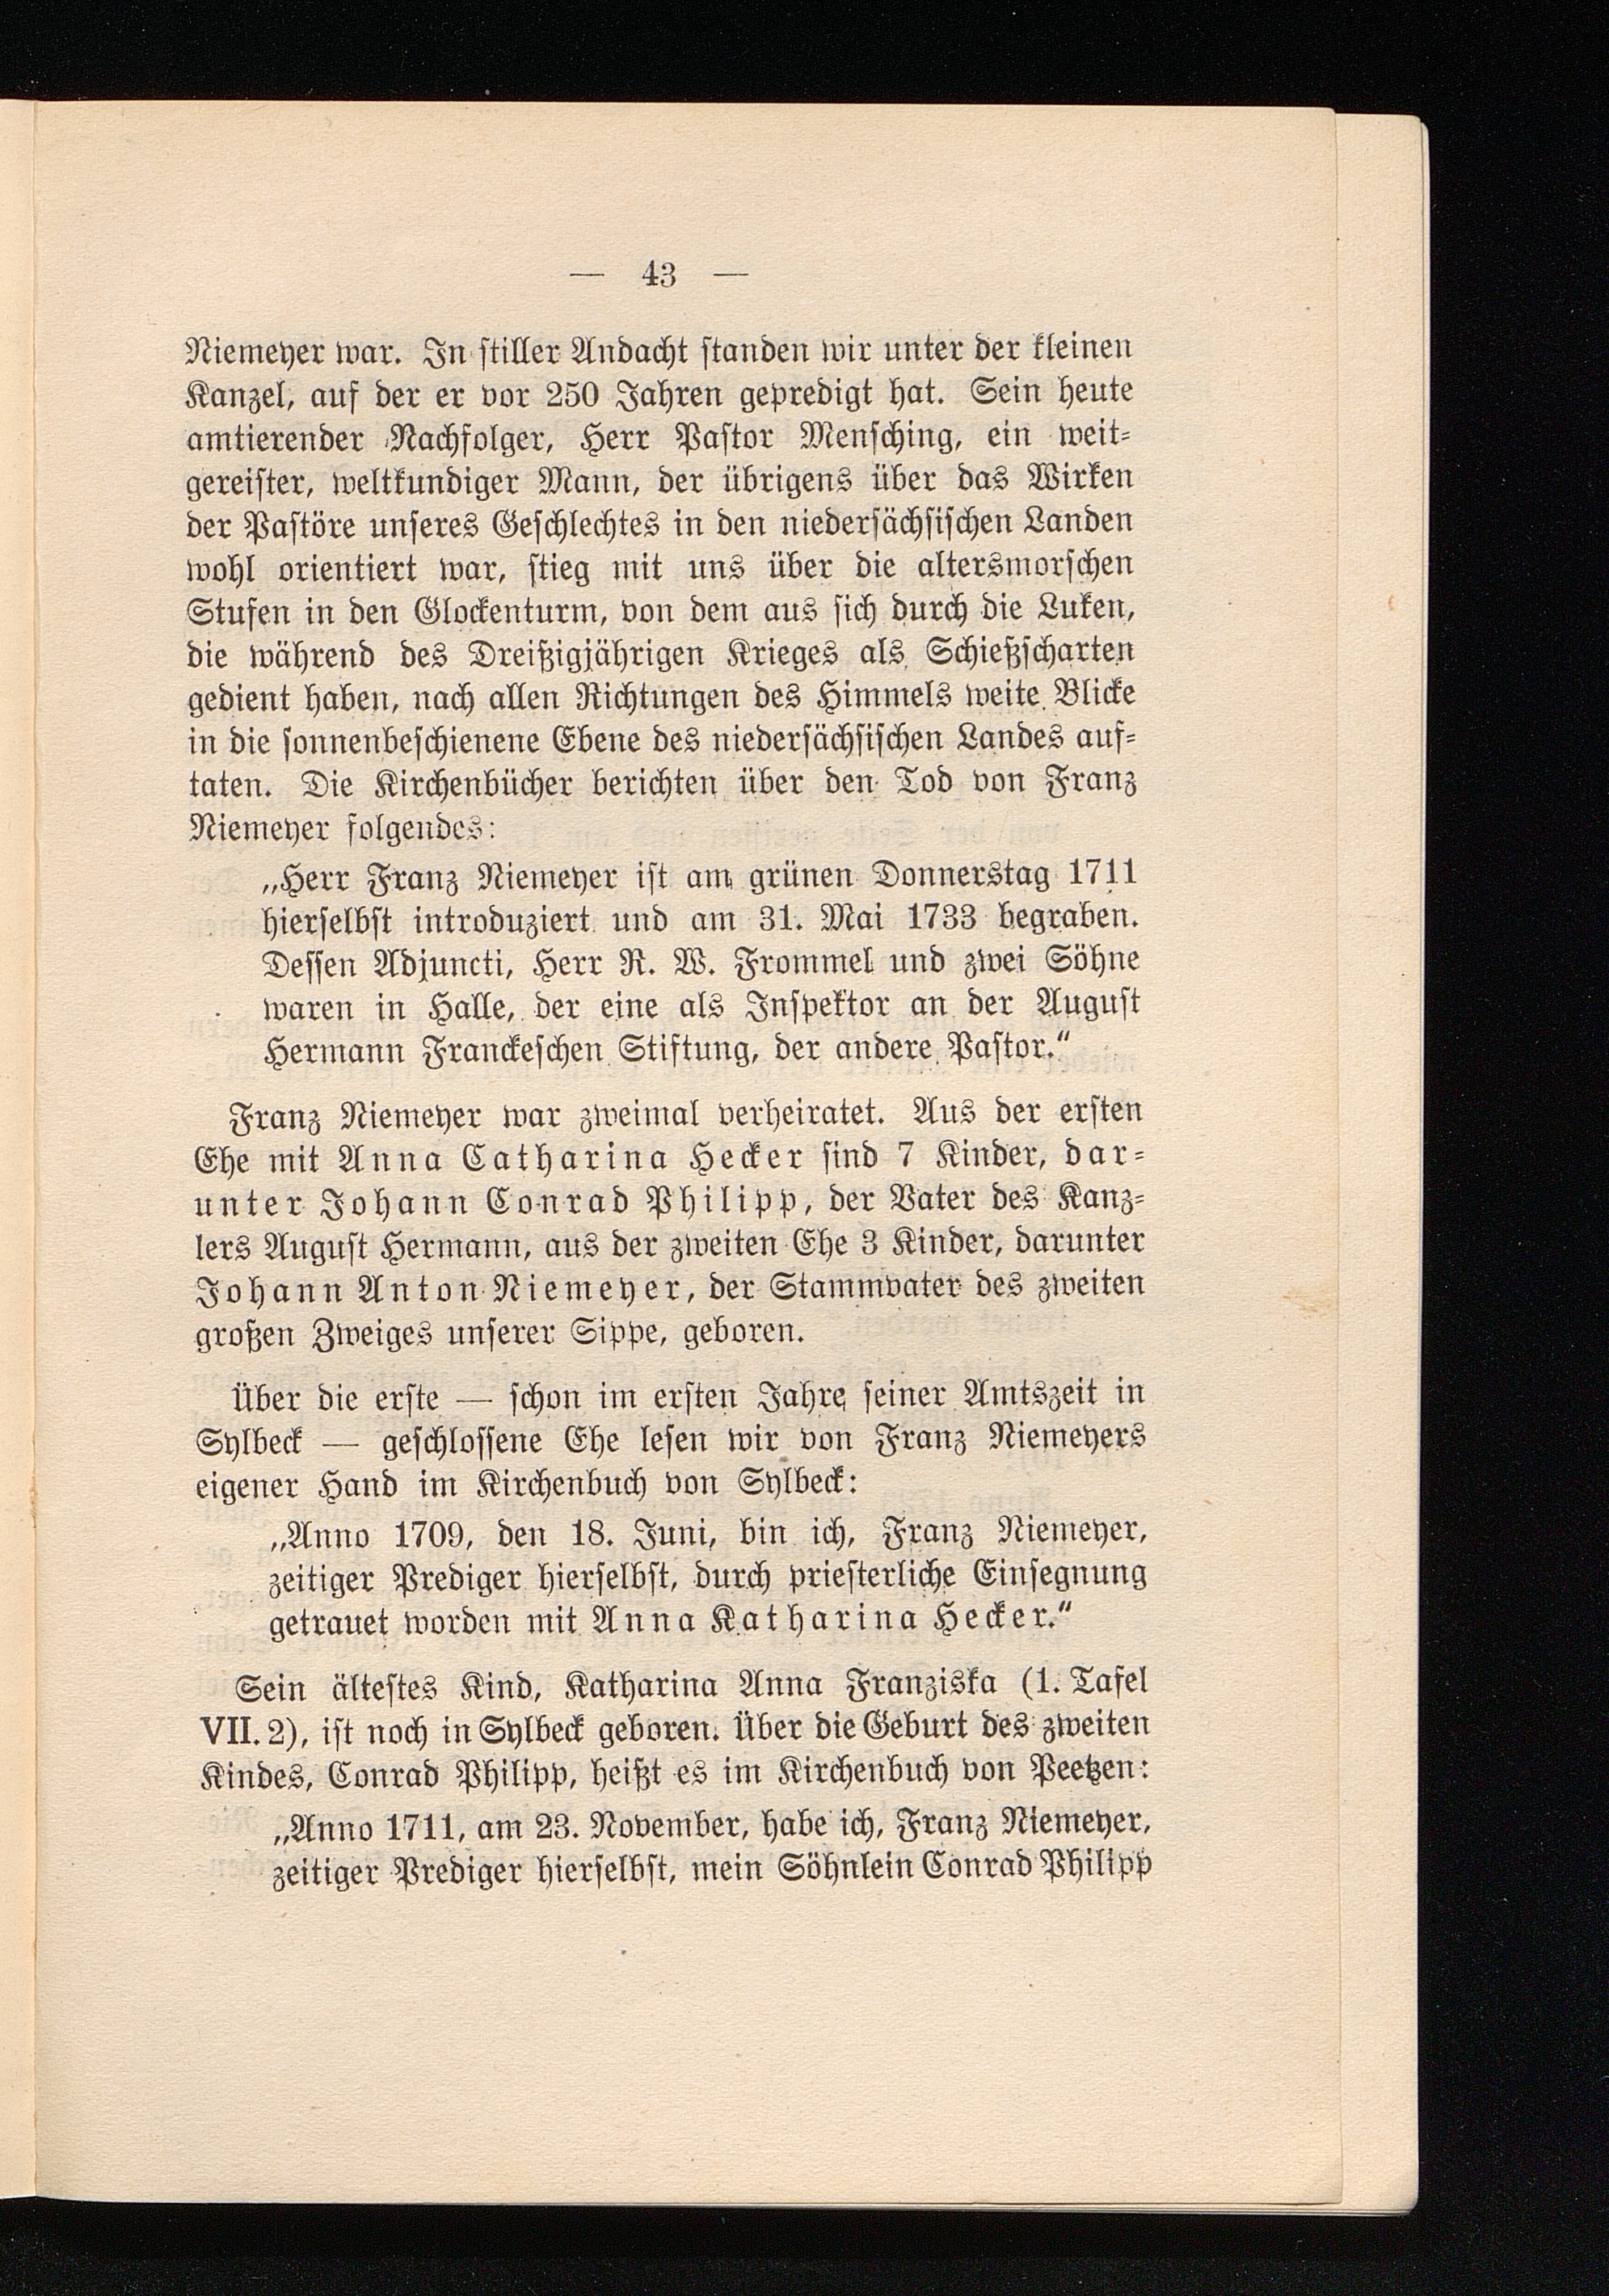 — 43 —
Niemeyer war. In stiller Andacht standen wir unter der kleinen
Kanzel, auf der er vor 250 Jahren gepredigt hat. Sein heute
amtierender Nachfolger, Herr Pastor Mensching, ein weit-
gereister, weltkundiger Mann, der übrigens über das Wirken
der Pastöre unseres Geschlechtes in den niedersächsischen Landen
wohl orientiert war, stieg mit uns über die altersmorschen
Stufen in den Glockenturm, von dem aus sich durch die Luken,
die während des Dreißigjährigen Krieges als Schießscharten
gedient haben, nach allen Richtungen des Himmels weite Blicke
in die sonnenbeschienene Ebene des niedersächsischen Landes auf-
taten. Die Kirchenbücher berichten über den Tod von Franz
Niemeyer folgendes:
„Herr Franz Niemeyer ist am grünen Donnerstag 1711
hierselbst introduziert und am 31. Mai 1733 begraben.
Dessen Adjuncti, Herr R. W. Frommel und zwei Söhne
waren in Halle, der eine als Inspektor an der August
Hermann Franckeschen Stiftung, der andere Pastor.“
Franz Niemeyer war zweimal verheiratet. Aus der ersten
Ehe mit Anna Catharina Hecker sind 7 Kinder, dar-
unter Johann Conrad Philipp, der Vater des Kanz-
lers August Hermann, aus der zweiten Ehe 3 Kinder, darunter
Johann Anton Niemeyer, der Stammvater des zweiten
großen Zweiges unserer Sippe, geboren.
Über die erste — schon im ersten Jahre seiner Amtszeit in
Sylbeck — geschlossene Ehe lesen wir von Franz Niemeyers
eigener Hand im Kirchenbuch von Sylbeck:
„Anno 1709, den 18. Juni, bin ich, Franz Niemeyer,
zeitiger Prediger hierselbst, durch priesterliche Einsegnung
getrauet worden mit Anna Katharina Hecker.“
Sein ältestes Kind, Katharina Anna Franziska (1. Tafel
VII. 2), ist noch in Sylbeck geboren. Über die Geburt des zweiten
Kindes, Conrad Philipp, heißt es im Kirchenbuch von Peetzen:
„Anno 1711, am 23. November, habe ich, Franz Niemeyer,
zeitiger Prediger hierselbst, mein Söhnlein Conrad Philipp